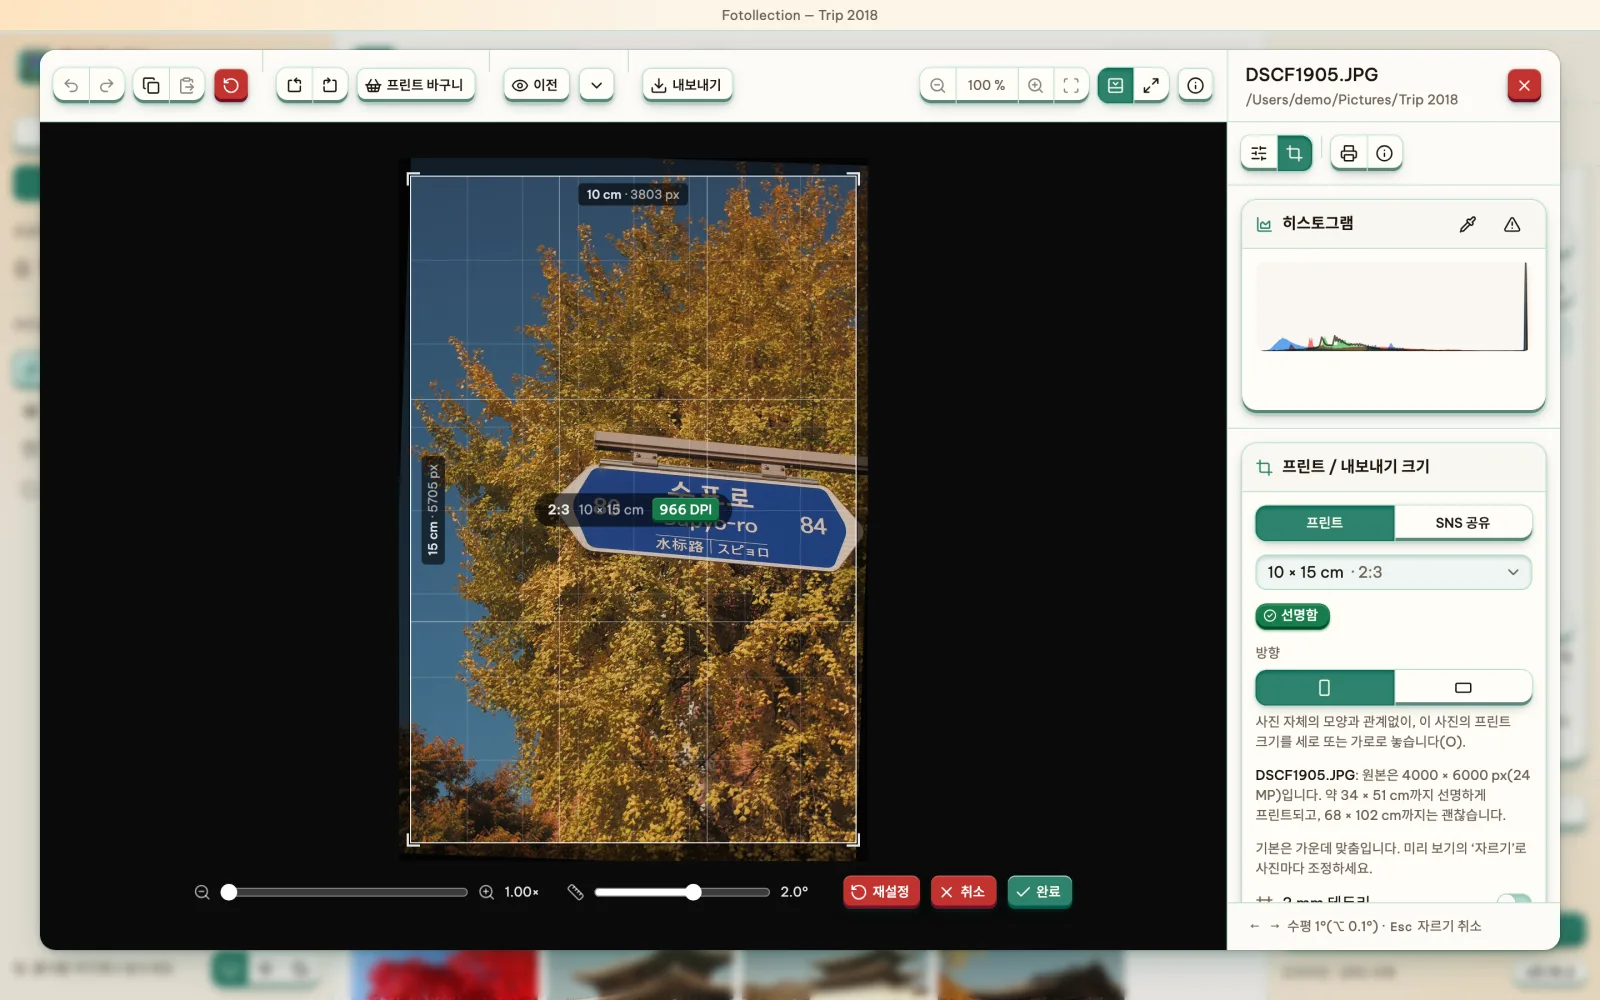 Fotollection – Trip 2018
프린트 바구니
이전
내보내기
100 %
DSCF1905.JPG
/Users/demo/Pictures/Trip 2018
히스토그램
10 cm · 3803 px
15 cm · 5705 px
수표로
84
水标路 スピョロ
2:3 10 × 15 cm 966 DPI
프린트 / 내보내기 크기
프린트
SNS 공유
10 × 15 cm · 2:3
선명함
방향
사진 자체의 모양과 관계없이, 이 사진의 프린트
크기를 세로 또는 가로로 놓습니다(O).
DSCF1905.JPG: 원본은 4000 × 6000 px(24
MP)입니다. 약 34 × 51 cm까지 선명하게
프린트되고, 68 × 102 cm까지는 괜찮습니다.
기본은 가운데 맞춤입니다. 미리 보기의 ‘자르기’로
사진마다 조정하세요.
1.00×
2.0°
재설정
취소
완료
← → 수평 1°(⌥ 0.1°) · Esc 자르기 취소